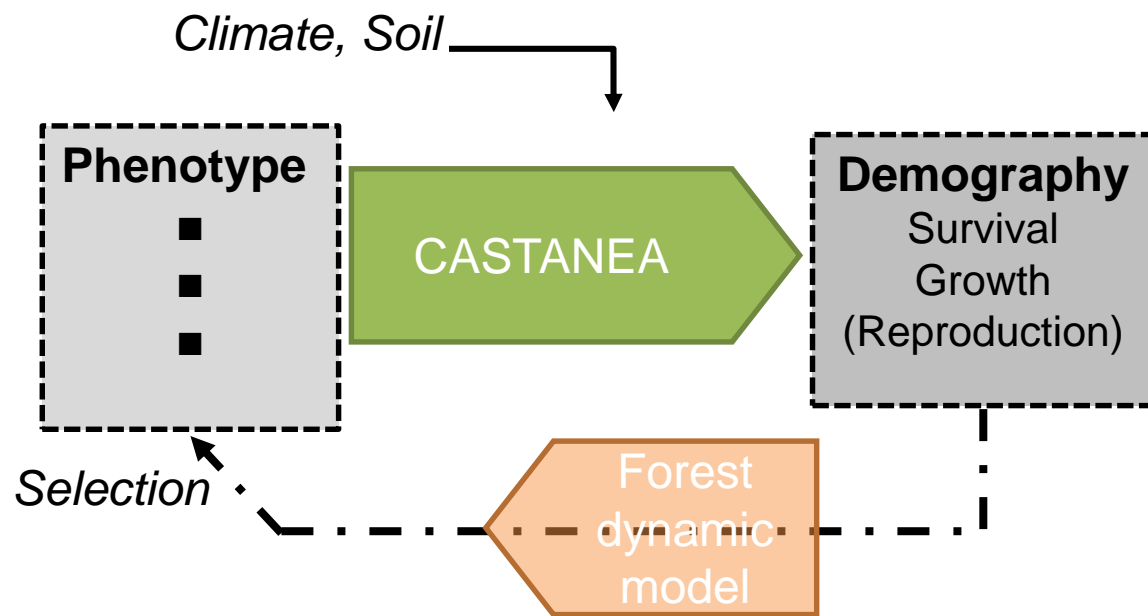 Climate, Soil
Phenotype
CASTANEA
Demography
Survival
Growth
(Reproduction)
Selection
Forest
dynamic
model